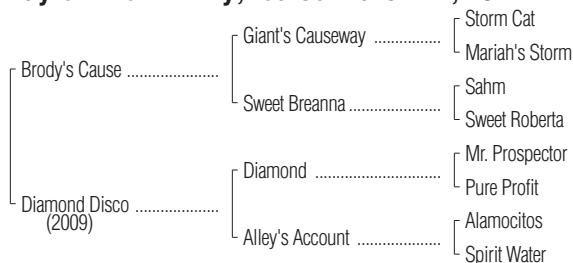 Storm Cat
Giant's Causeway ................
Mariah's Storm
Brody's Cause ....................
Sahm
Sweet Breanna ....................
Sweet Roberta
Mr. Prospector
Diamond ...........................
Pure Profit
Diamond Disco ..................
(2009)
Alamocitos
Alley's Account ..................
Spirit Water